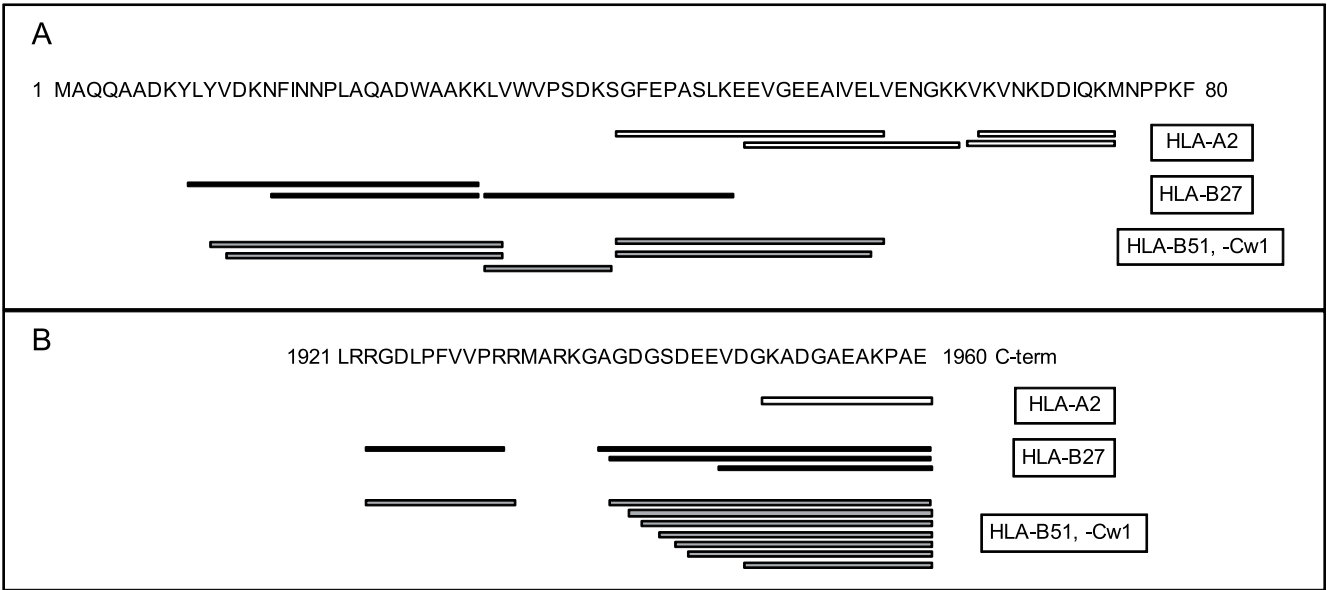 A
1 MAQQAADKYLYVDKNFINNPLAQADWAAKKLVWVPSDKSGFEPASLKEEVGEEAIVELVENGKKVKVNKDDIQKMNPPKF 80
HLA-A2
HLA-B27
HLA-B51, -Cw1
B
1921 LRRGDLPFVVPRRMARKGAGDGSDEEVDGKADGAEAKPAE 1960 C-term
HLA-A2
HLA-B27
HLA-B51, -Cw1